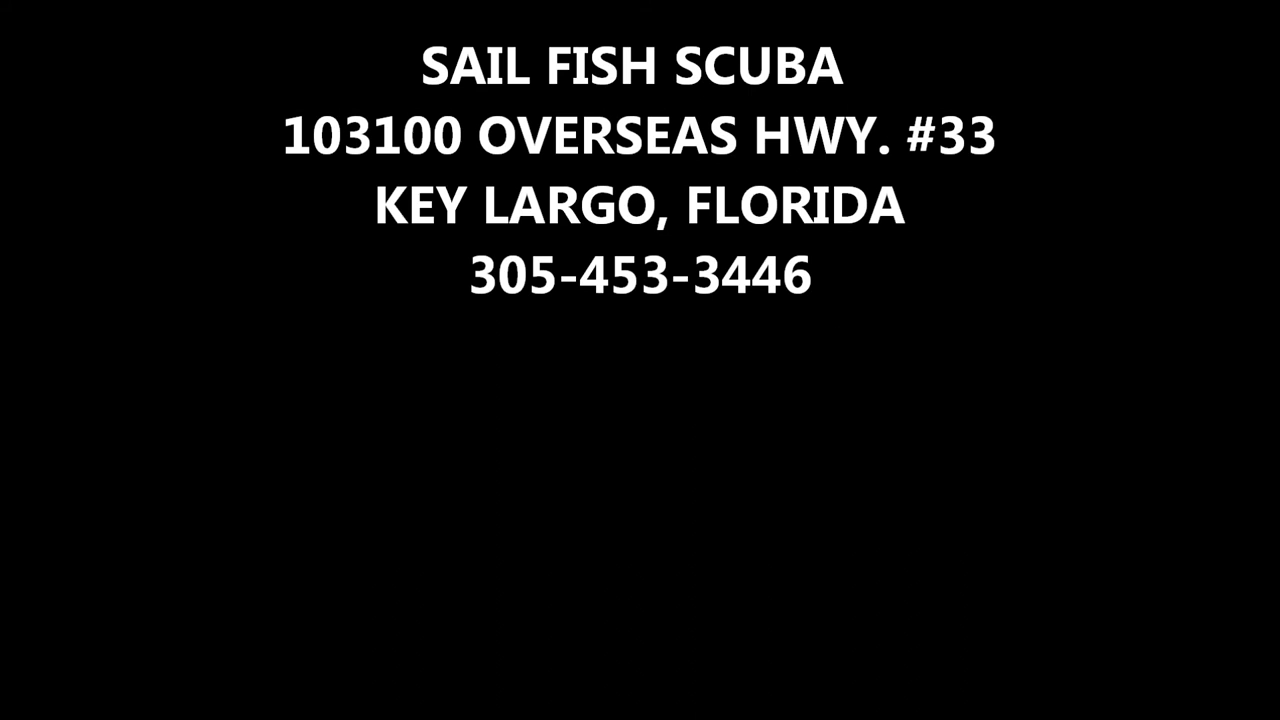 SAIL FISH SCUBA
103100 OVERSEAS HWY. #33
KEY LARGO, FLORIDA
305-453-3446